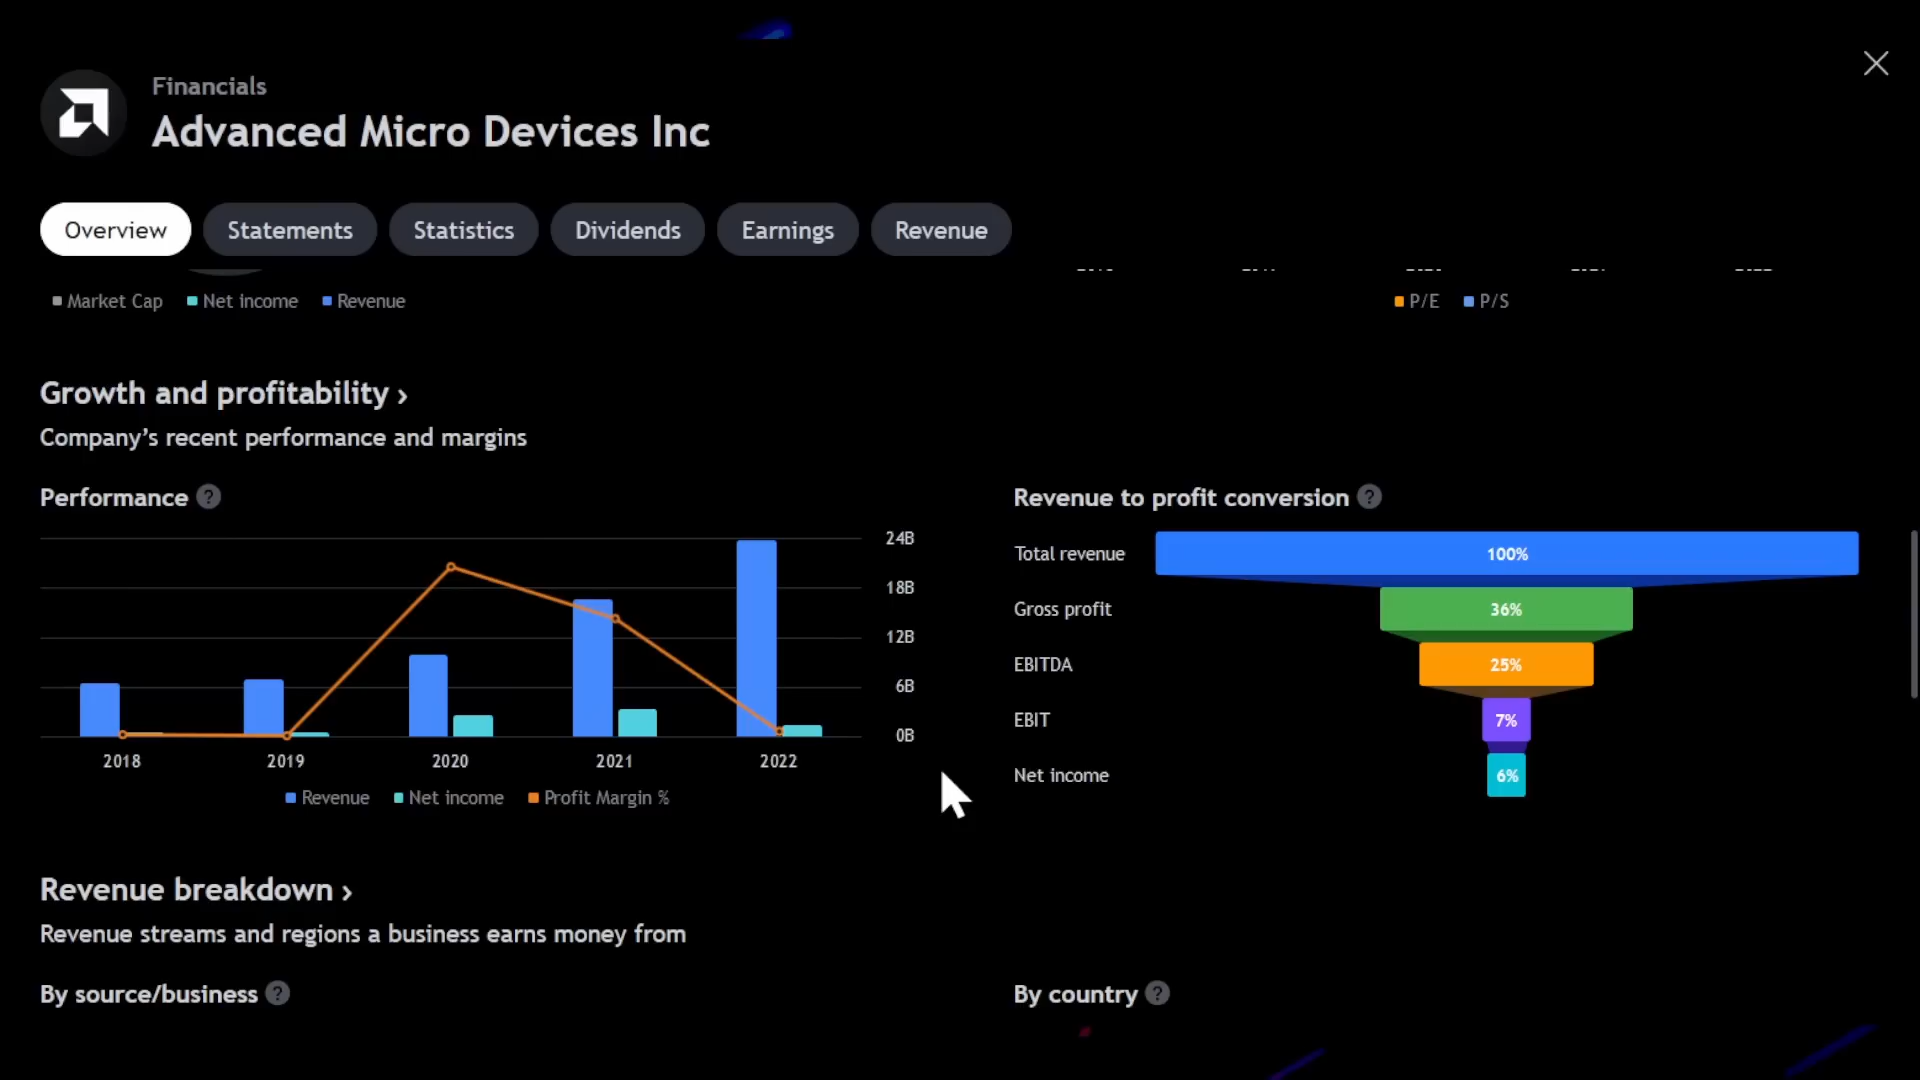 Financials
Advanced Micro Devices Inc
Overview Statements Statistics Dividends Earnings Revenue
Market Cap Net income Revenue
P/E P/S
Growth and profitability ›
Company’s recent performance and margins
Performance ?
24B
18B
12B
6B
0B
2018 2019 2020 2021 2022
Revenue Net income Profit Margin %
Revenue to profit conversion ?
Total revenue 100%
Gross profit 36%
EBITDA 25%
EBIT 7%
Net income 6%
Revenue breakdown ›
Revenue streams and regions a business earns money from
By source/business ?
By country ?